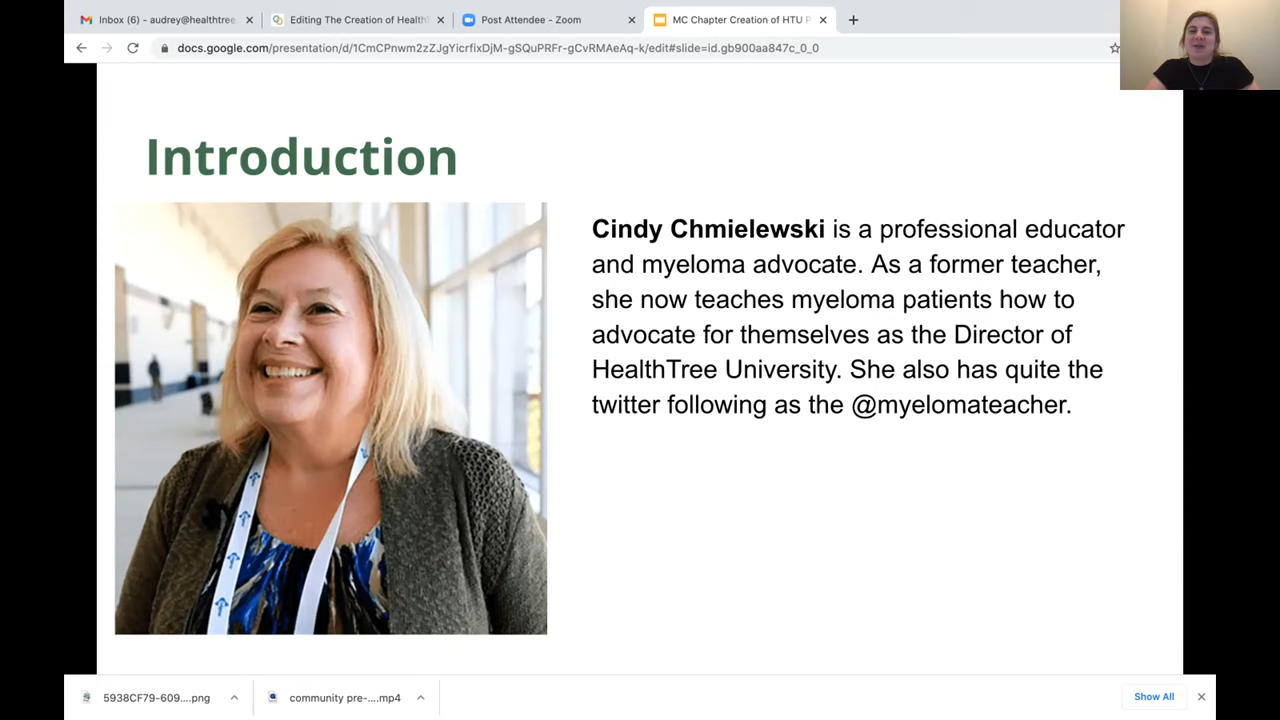 Inbox (6) - audrey@healthtree.
Editing The Creation of Health
Post Attendee - Zoom
MC Chapter Creation of HTU P
docs.google.com/presentation/d/1CmCPnwm2zZJgYicrfixDjM-gSQuPRFr-gCvRMAeAq-k/edit#slide=id.gb900aa847c_0_0
Introduction
Cindy Chmielewski is a professional educator
and myeloma advocate. As a former teacher,
she now teaches myeloma patients how to
advocate for themselves as the Director of
HealthTree University. She also has quite the
twitter following as the @myelomateacher.
5938CF79-609....png
community pre-....mp4
Show All